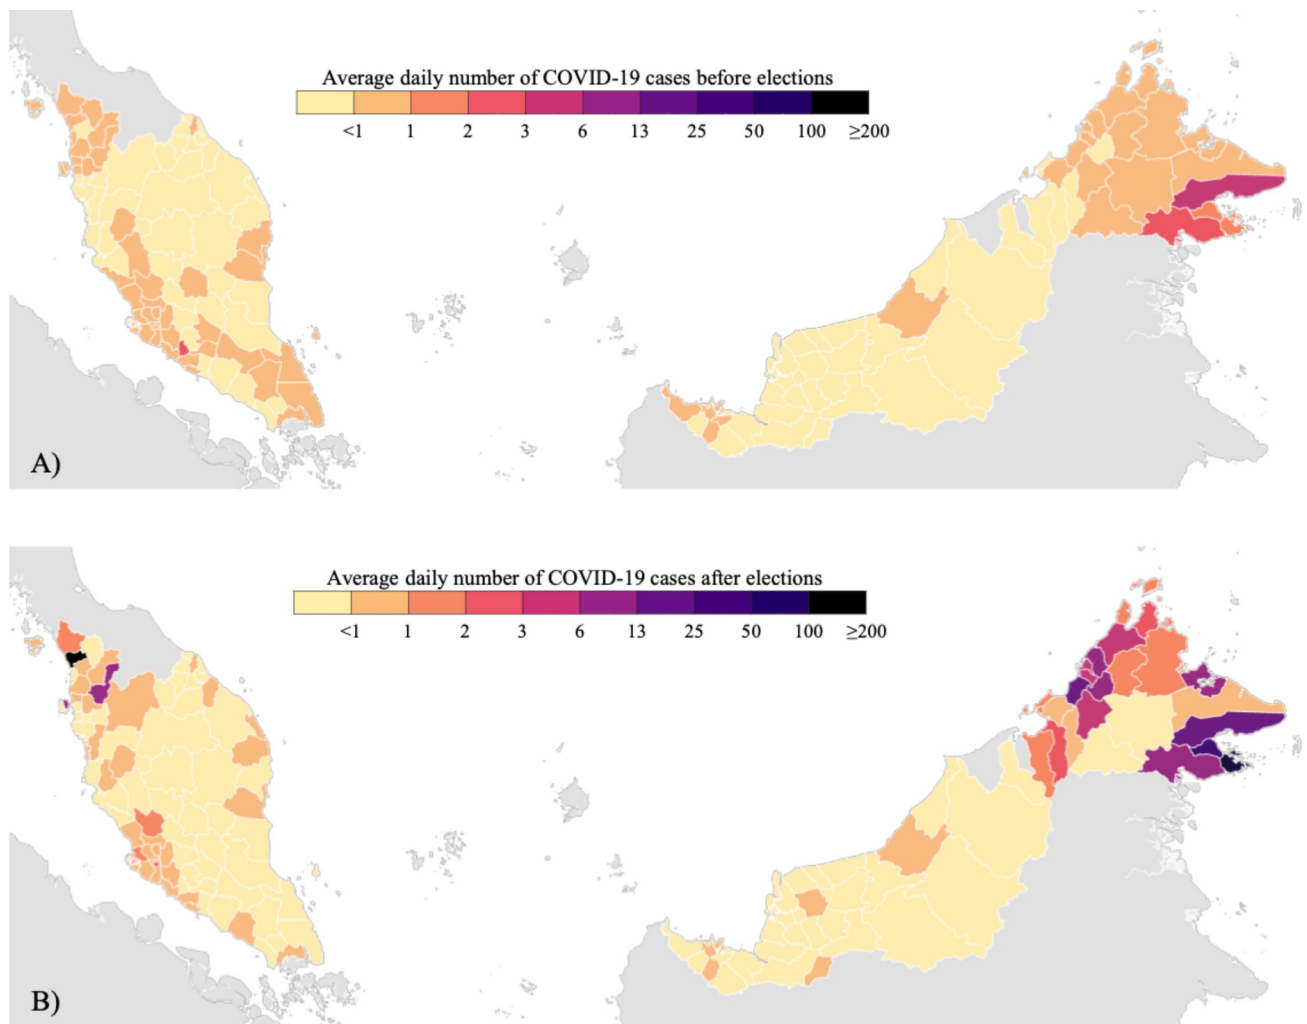 Average daily number of COVID-19 cases before elections
<1 1 2 3 6 13 25 50 100 ≥200
A)
Average daily number of COVID-19 cases after elections
<1 1 2 3 6 13 25 50 100 ≥200
B)